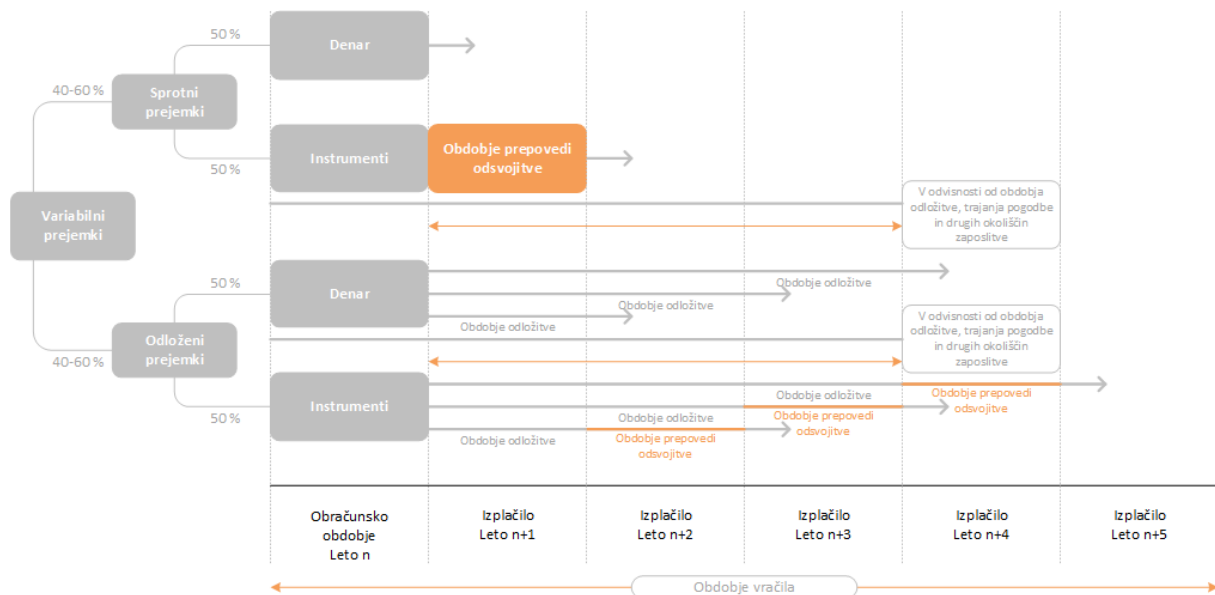 50 %
Denar
40-60 %
Sprotni
prejemki
Instrumenti
Obdobje prepovedi
odsvojitve
50 %
V odvisnosti od obdobja
odložitve, trajanja pogodbe
in drugih okoliščin
zaposlitve
Variabilni
prejemki
50 %
Denar
Obdobje odložitve
Obdobje odložitve
Obdobje odložitve
V odvisnosti od obdobja
odložitve, trajanja pogodbe
in drugih okoliščin
zaposlitve
40-60 %
Odloženi
prejemki
50 %
Instrumenti
Obdobje odložitve
Obdobje prepovedi
odsvojitve
Obdobje odložitve
Obdobje prepovedi
odsvojitve
Obdobje odložitve
Obdobje prepovedi
odsvojitve
Obračunsko
obdobje
Leto n
Izplačilo
Leto n+1
Izplačilo
Leto n+2
Izplačilo
Leto n+3
Izplačilo
Leto n+4
Izplačilo
Leto n+5
Obdobje vračila